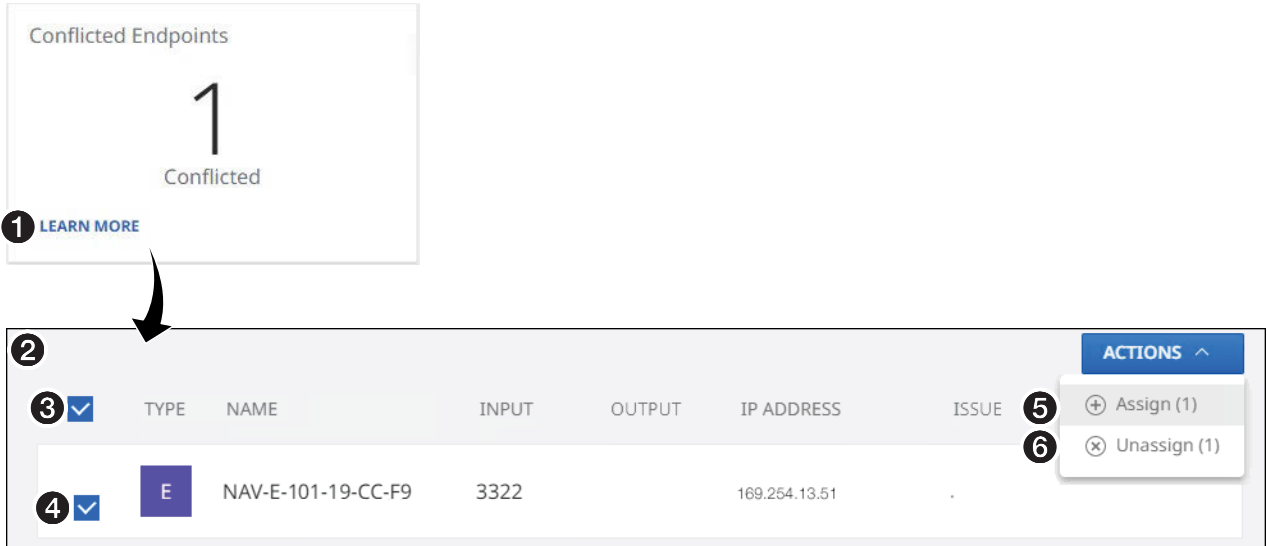 Conflicted Endpoints
1
Conflicted
1 LEARN MORE
2 ACTIONS
3 TYPE NAME INPUT OUTPUT IP ADDRESS ISSUE 5 Assign (1)
6 Unassign (1)
4 E NAV-E-101-19-CC-F9 3322 169.254.13.51 .